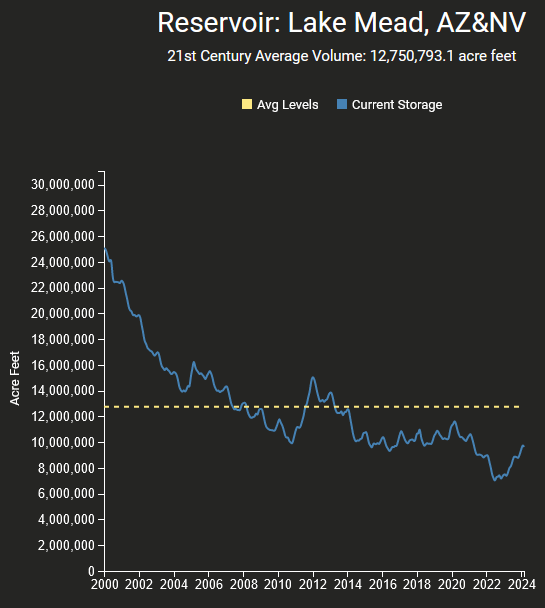 Reservoir: Lake Mead, AZ&NV
21st Century Average Volume: 12,750,793.1 acre feet
Avg Levels
Current Storage
Acre Feet
30,000,000
28,000,000
26,000,000
24,000,000
22,000,000
20,000,000
18,000,000
16,000,000
14,000,000
12,000,000
10,000,000
8,000,000
6,000,000
4,000,000
2,000,000
0
2000 2002 2004 2006 2008 2010 2012 2014 2016 2018 2020 2022 2024